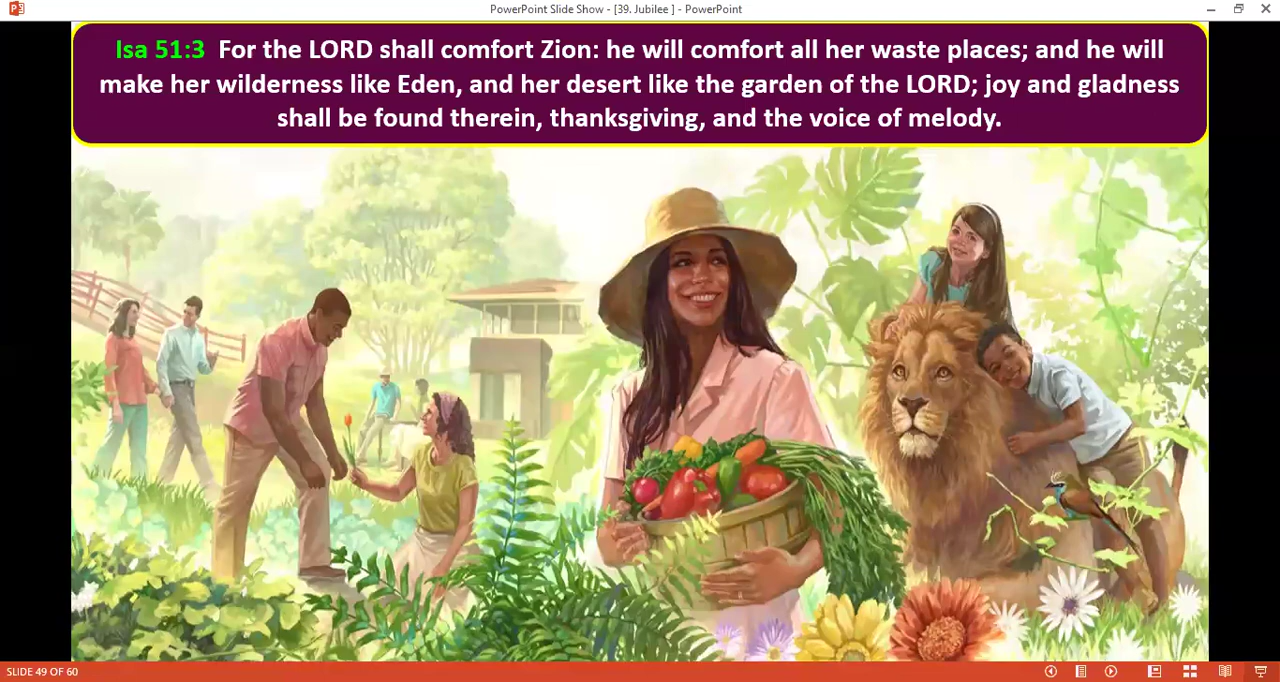 PowerPoint Slide Show - [39. Jubilee ] - PowerPoint
Isa 51:3  For the LORD shall comfort Zion: he will comfort all her waste places; and he will
make her wilderness like Eden, and her desert like the garden of the LORD; joy and gladness
shall be found therein, thanksgiving, and the voice of melody.
SLIDE 49 OF 60